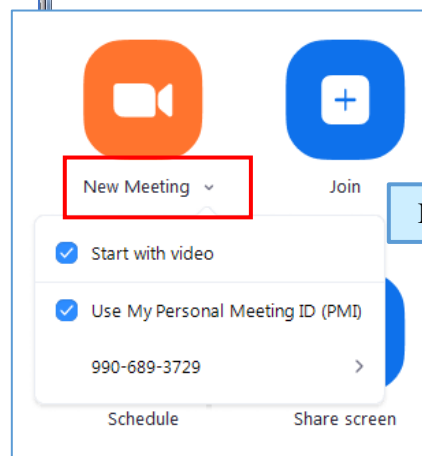 New Meeting
Join
Start with video
Use My Personal Meeting ID (PMI)
990-689-3729
Schedule
Share screen